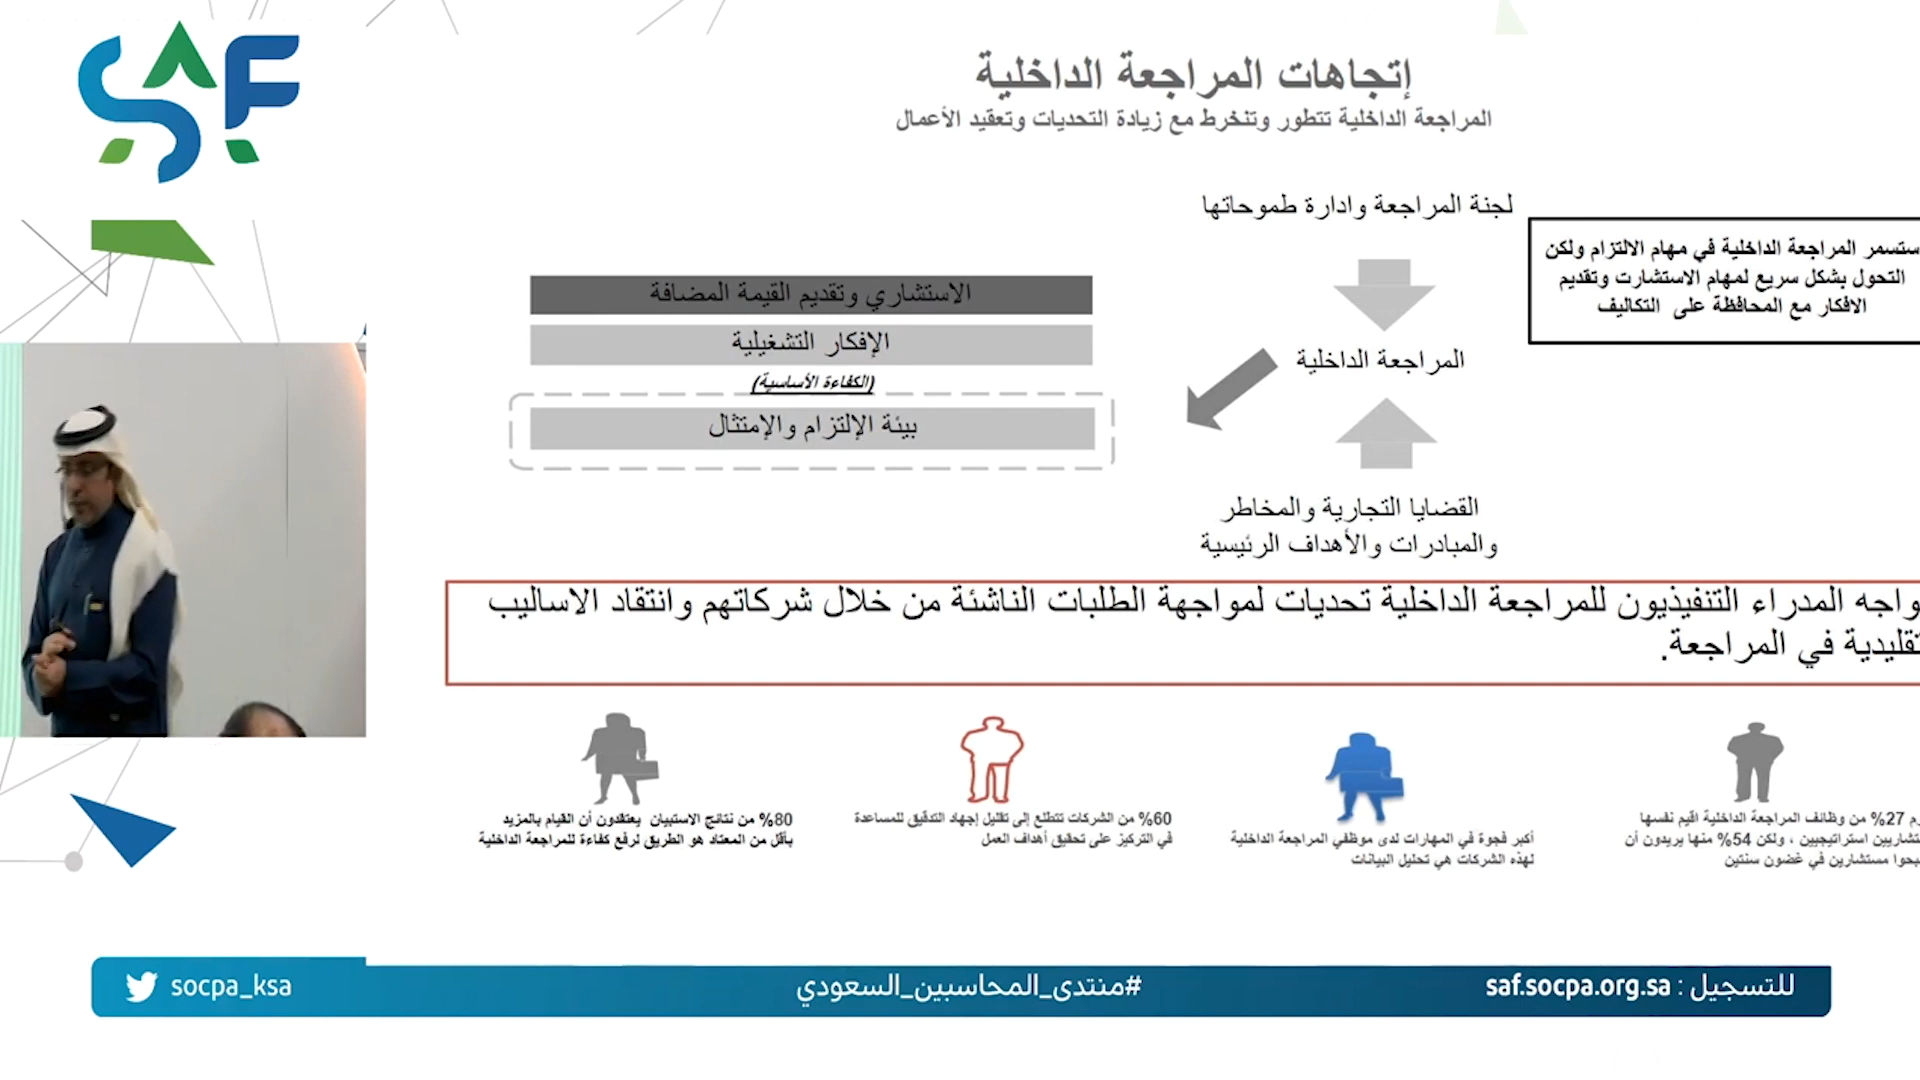 SAF
إتجاهات المراجعة الداخلية
المراجعة الداخلية تتطور وتنخرط مع زيادة التحديات وتعقيد الأعمال
لجنة المراجعة وادارة طموحاتها
ستسمر المراجعة الداخلية في مهام الالتزام ولكن
التحول بشكل سريع لمهام الاستشارت وتقديم
الافكار مع المحافظة على التكاليف
المراجعة الداخلية
القضايا التجارية والمخاطر
والمبادرات والأهداف الرئيسية
الاستشاري وتقديم القيمة المضافة
الإفكار التشغيلية
(الكفاءة الأساسية)
بيئة الإلتزام والإمتثال
المدراء التنفيذيون للمراجعة الداخلية تحديات لمواجهة الطلبات الناشئة من خلال شركاتهم وانتقاد الاساليب
في المراجعة.
27% من وظائف المراجعة الداخلية اقيم نفسها
استراتيجيين ، ولكن 54% منها يريدون أن
مستشارين في غضون سنتين
أكبر فجوة في المهارات لدى موظفي المراجعة الداخلية
لهذه الشركات هي تحليل البيانات
60% من الشركات تتطلع إلى تقليل إجهاد التدقيق للمساعدة
في التركيز على تحقيق أهداف العمل
80% من نتائج الاستبيان يعتقدون أن القيام بالمزيد
بأقل من المعتاد هو الطريق لرفع كفاءة للمراجعة الداخلية
للتسجيل : saf.socpa.org.sa
#منتدى_المحاسبين_السعودي
socpa_ksa